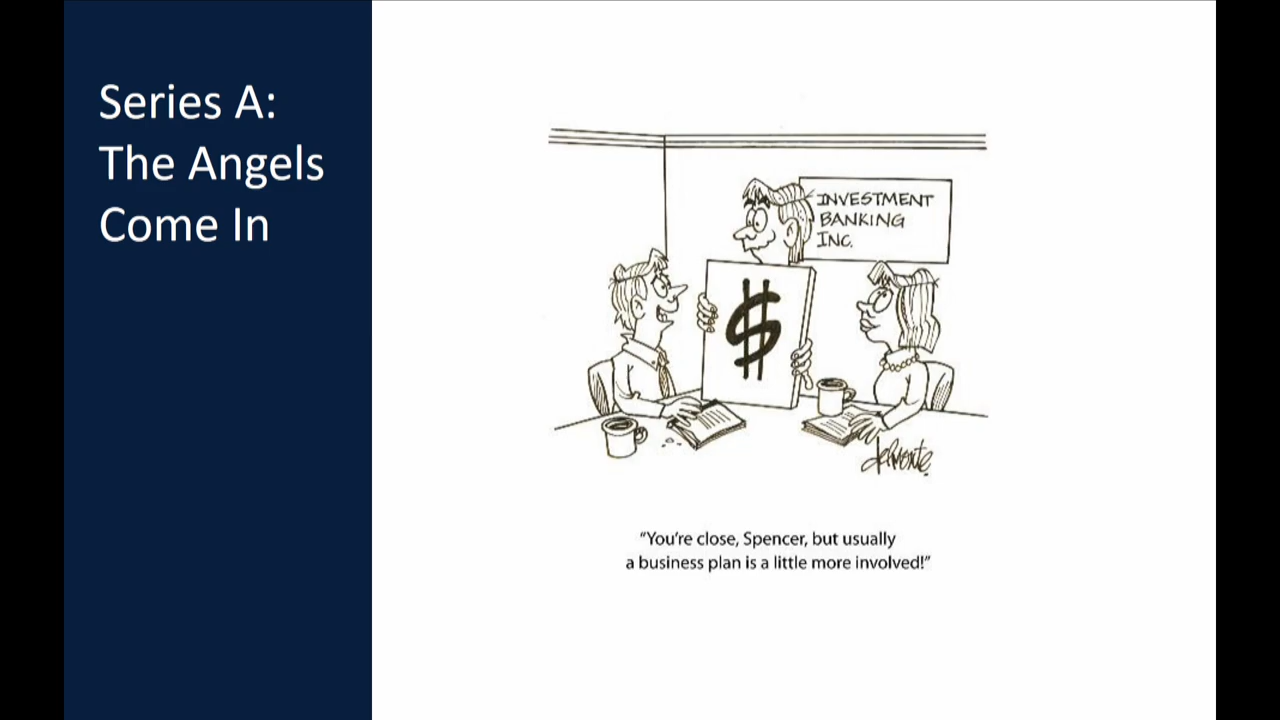 Series A:
The Angels
Come In
INVESTMENT
BANKING
INC.
$
delmonte
“You’re close, Spencer, but usually
a business plan is a little more involved!”